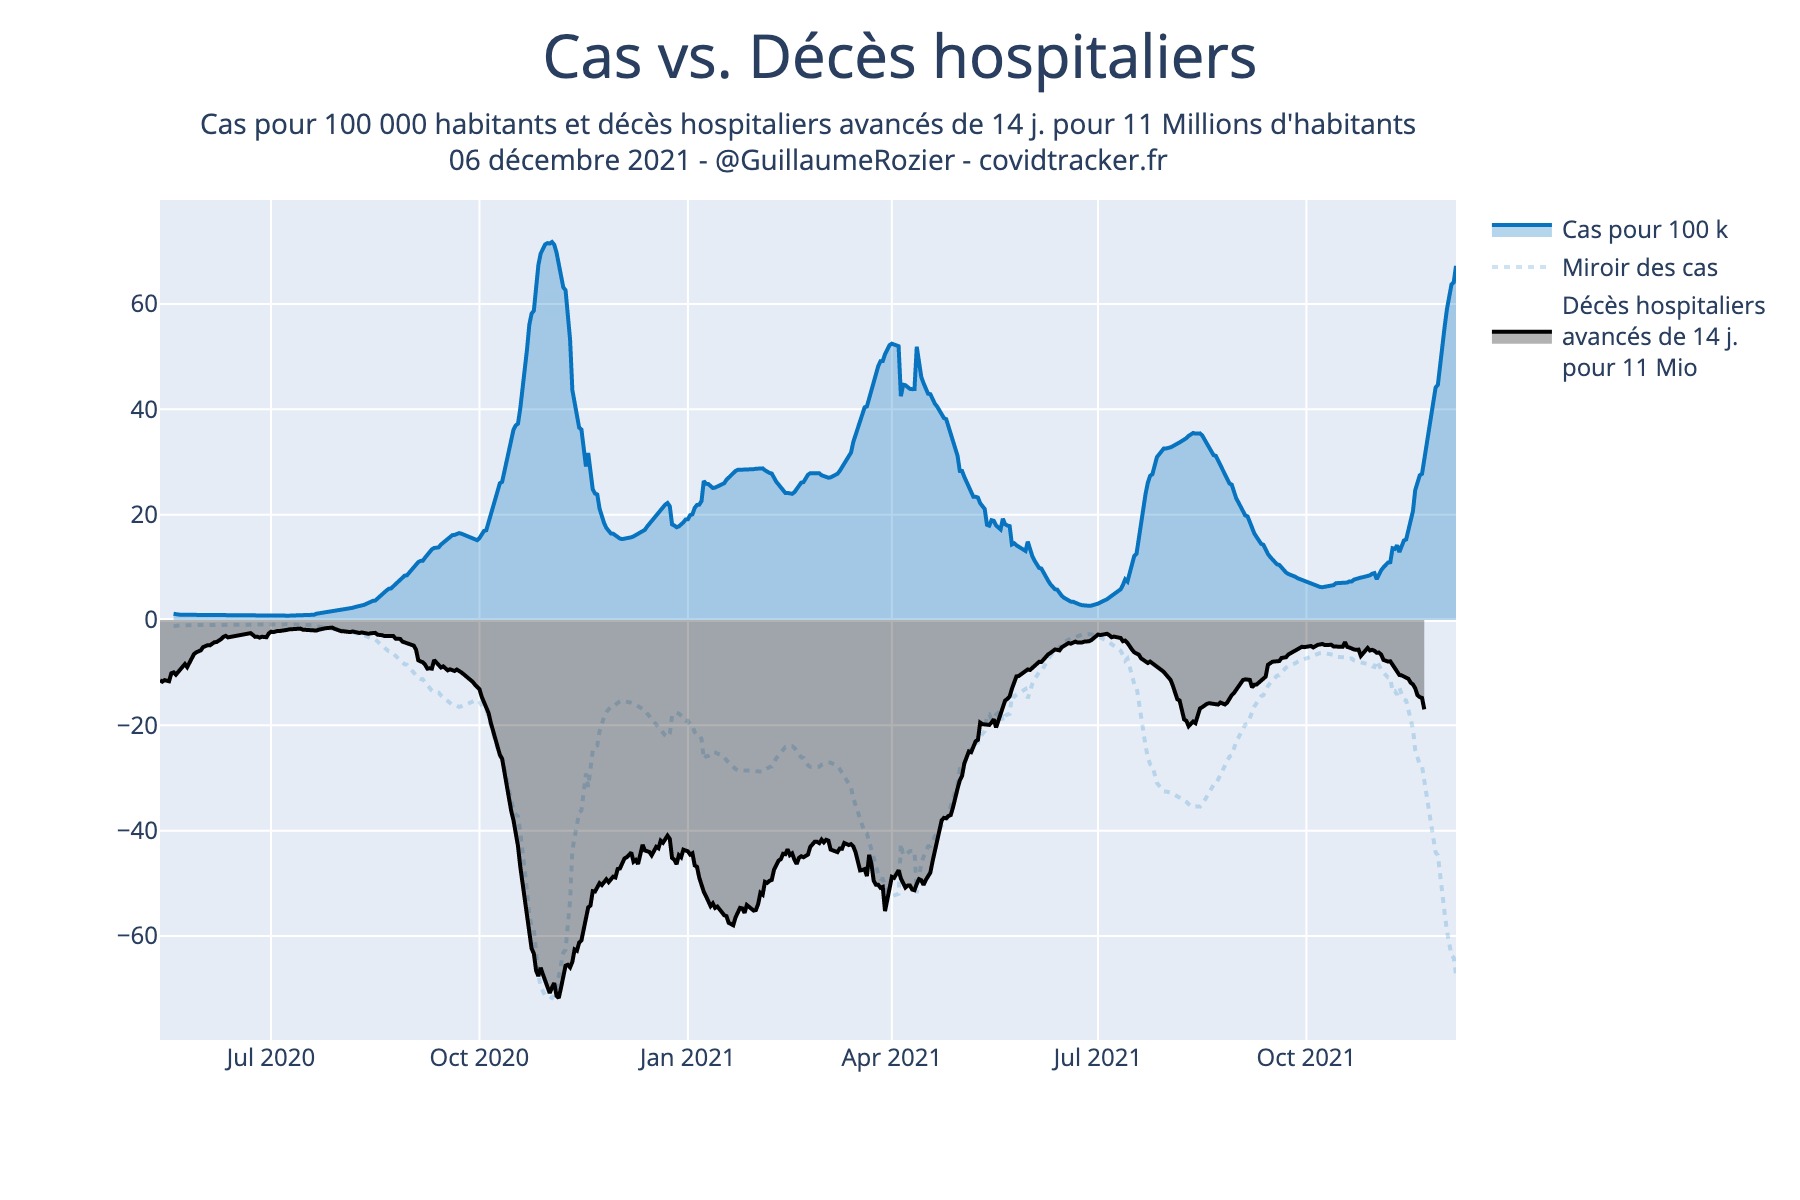 Cas vs. Décès hospitaliers
Cas pour 100 000 habitants et décès hospitaliers avancés de 14 j. pour 11 Millions d'habitants
06 décembre 2021 - @GuillaumeRozier - covidtracker.fr
Cas pour 100 k
Miroir des cas
Décès hospitaliers
avancés de 14 j.
pour 11 Mio
60
40
20
0
−20
−40
−60
Jul 2020
Oct 2020
Jan 2021
Apr 2021
Jul 2021
Oct 2021